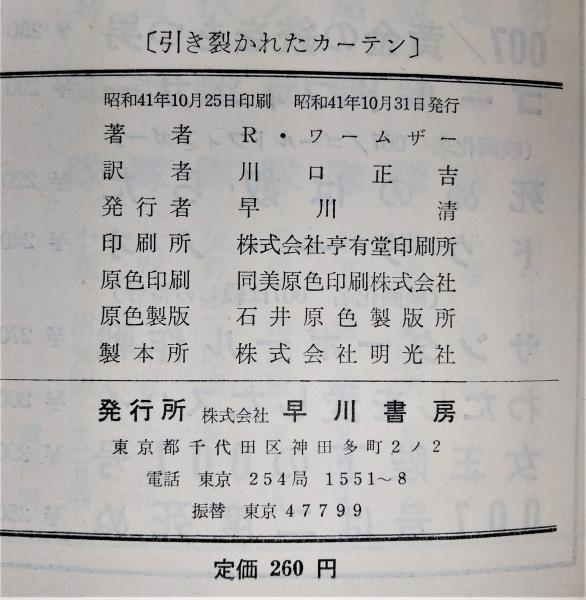 〔引き裂かれたカーテン〕
昭和41年10月25日印刷　昭和41年10月31日発行
著者　R・ワームザー
訳者　川口正吉
発行者　早川清
印刷所　株式会社亨有堂印刷所
原色印刷　同美原色印刷株式会社
原色製版　石井原色製版所
製本所　株式会社明光社
発行所　株式会社　早川書房
東京都千代田区神田多町2ノ2
電話　東京　254局　1551〜8
振替　東京　47799
定価 260 円